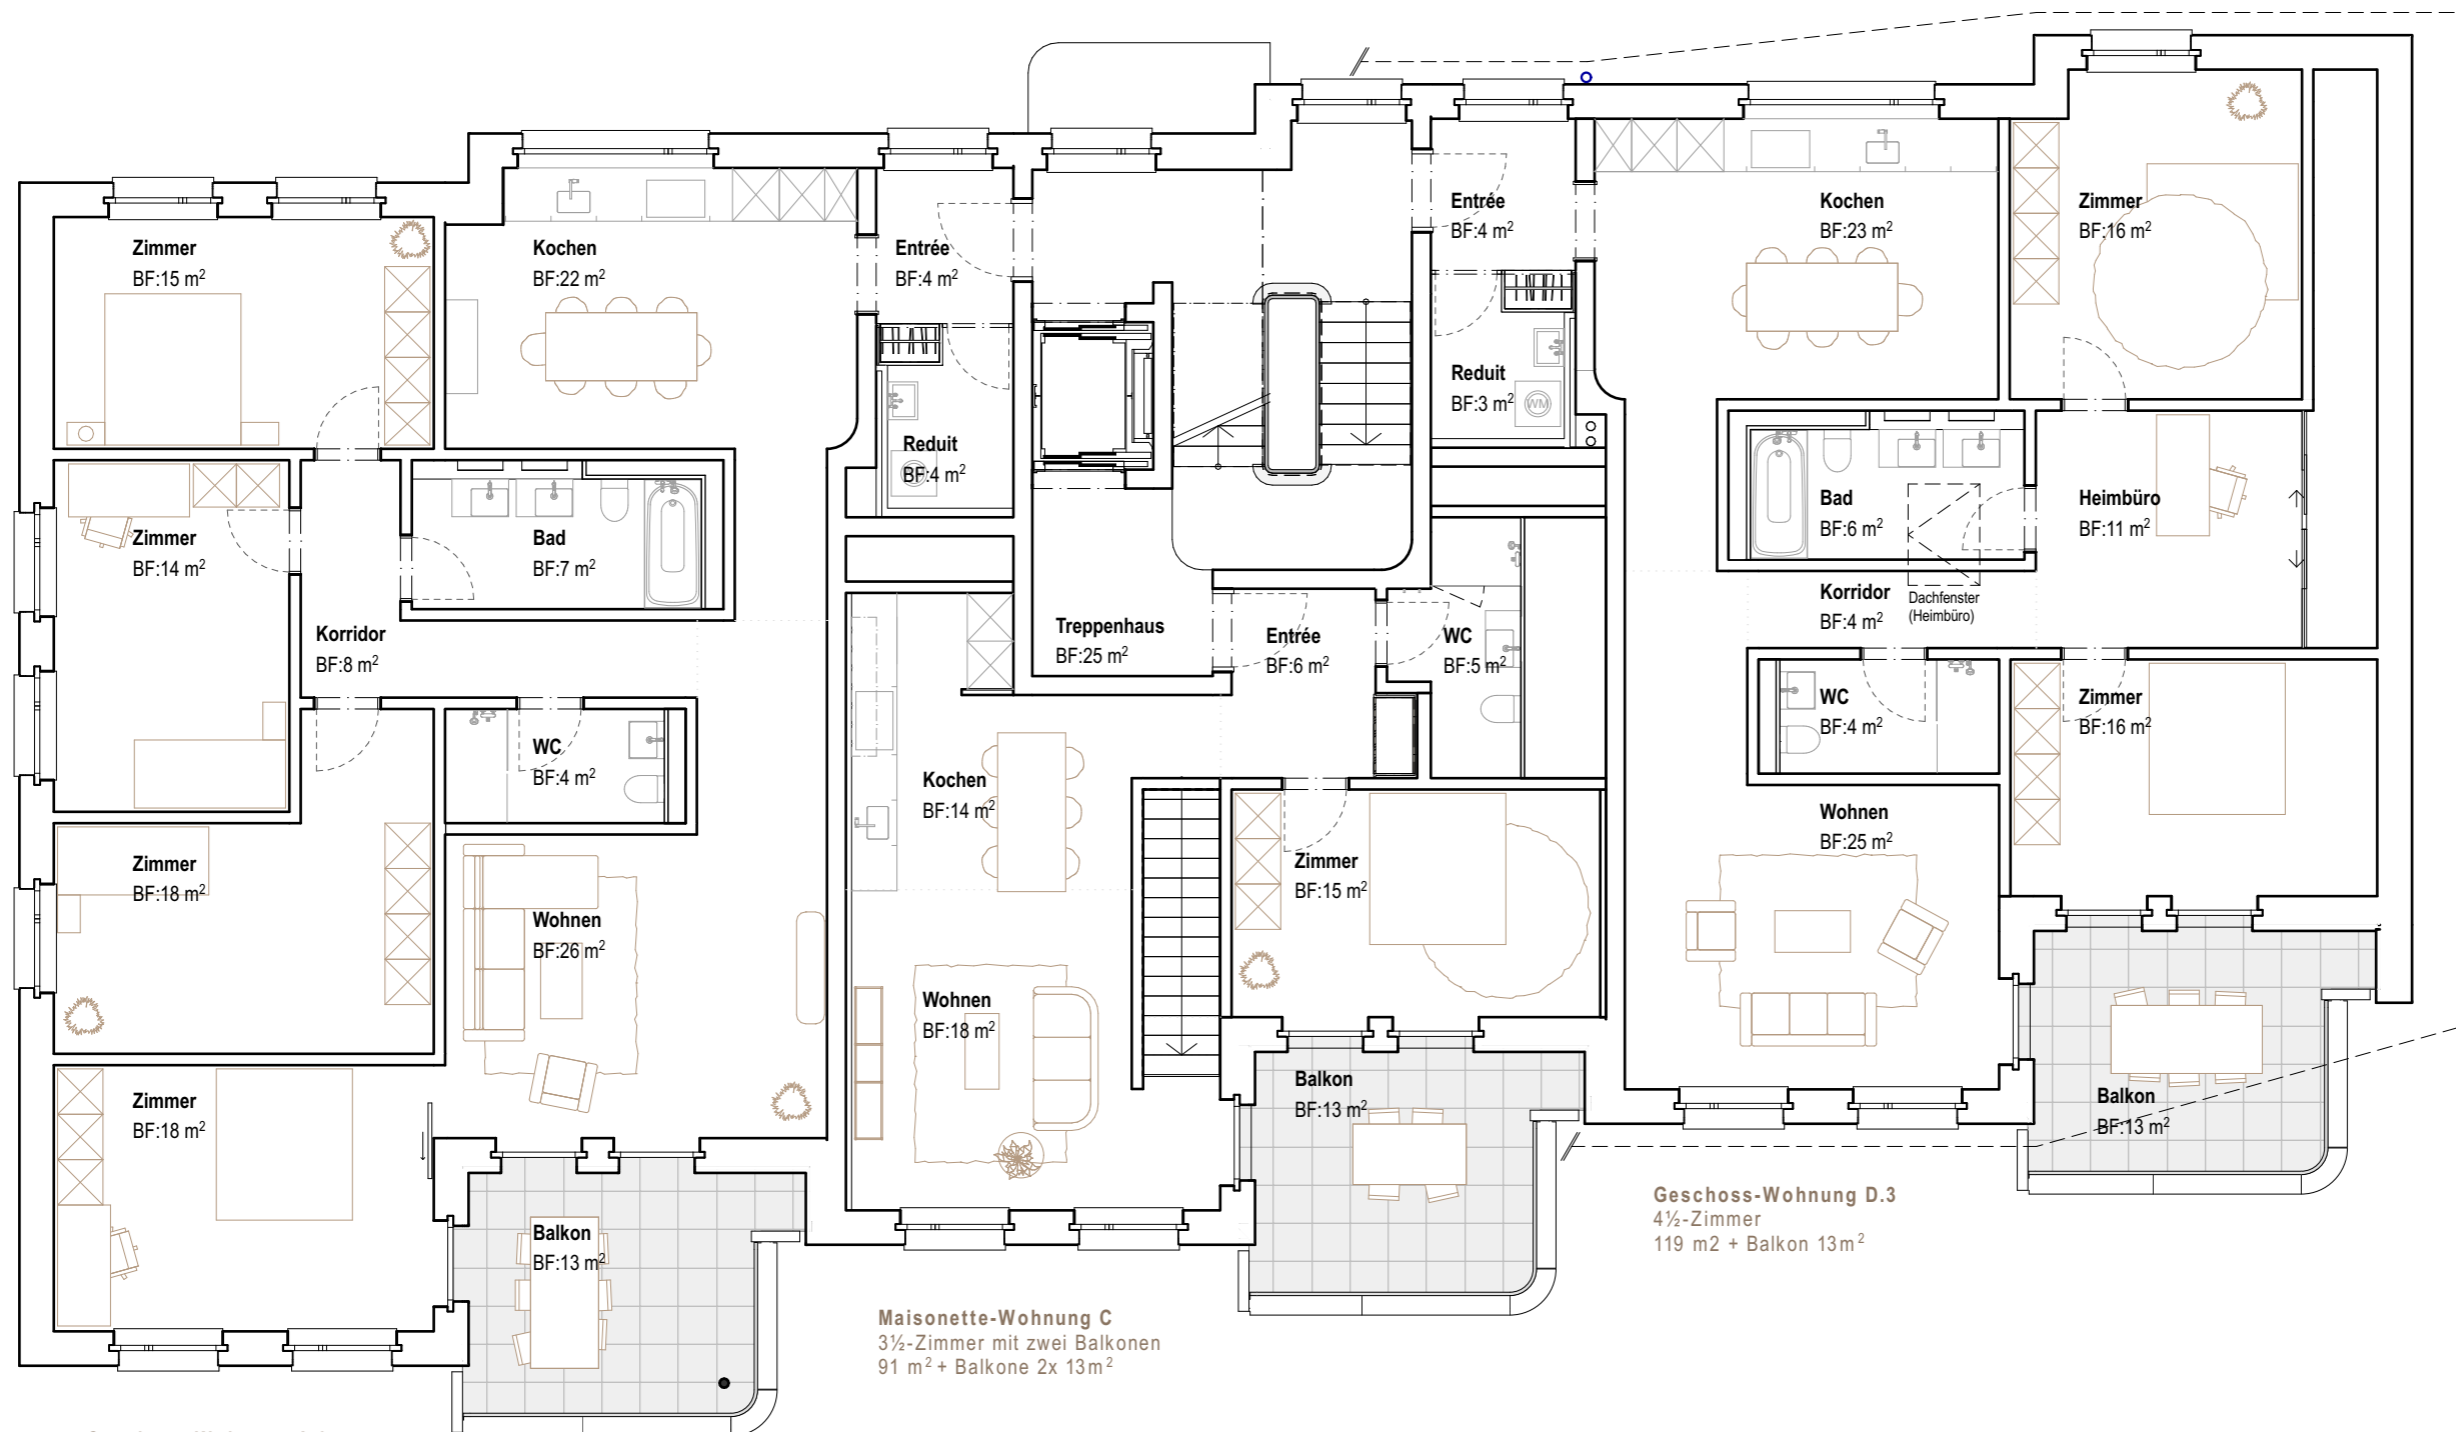 Zimmer
BF:15 m²
Kochen
BF:22 m²
Entrée
BF:4 m²
Reduit
BF:4 m²
Zimmer
BF:14 m²
Bad
BF:7 m²
Korridor
BF:8 m²
WC
BF:4 m²
Zimmer
BF:18 m²
Wohnen
BF:26 m²
Zimmer
BF:18 m²
Balkon
BF:13 m²
Treppenhaus
BF:25 m²
Entrée
BF:6 m²
WC
BF:5 m²
Kochen
BF:14 m²
Zimmer
BF:15 m²
Wohnen
BF:18 m²
Balkon
BF:13 m²
Maisonette-Wohnung C
3½-Zimmer mit zwei Balkonen
91 m² + Balkone 2x 13m²
Entrée
BF:4 m²
Reduit
BF:3 m²
WM
Kochen
BF:23 m²
Zimmer
BF:16 m²
Bad
BF:6 m²
Heimbüro
BF:11 m²
Korridor
BF:4 m²
Dachfenster
(Heimbüro)
WC
BF:4 m²
Zimmer
BF:16 m²
Wohnen
BF:25 m²
Balkon
BF:13 m²
Geschoss-Wohnung D.3
4½-Zimmer
119 m2 + Balkon 13m²